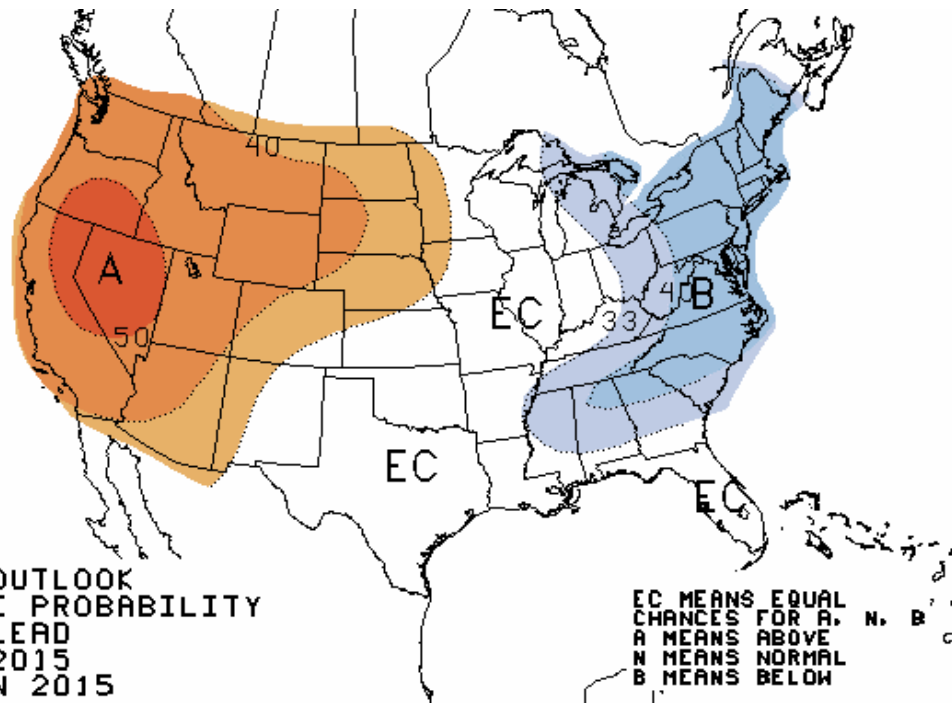 40
A
50
EC
33
40
B
EC
EC
OUTLOOK
PROBABILITY
LEAD
2015
N 2015
EC MEANS EQUAL
CHANCES FOR A, N, B
A MEANS ABOVE
N MEANS NORMAL
B MEANS BELOW